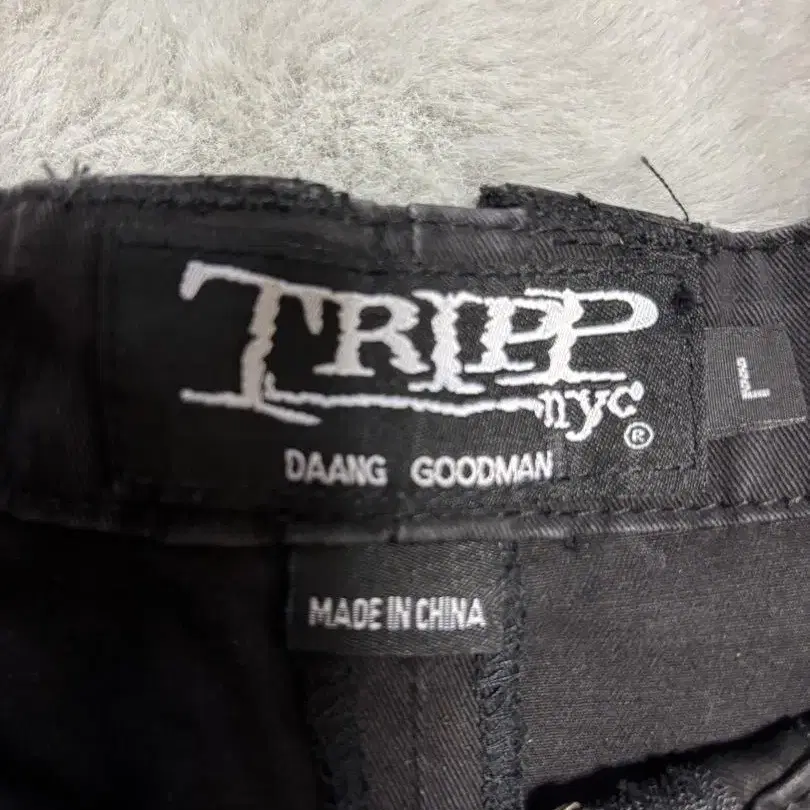 TRIPP
nyc®
DAANG GOODMAN
L
MADE IN CHINA